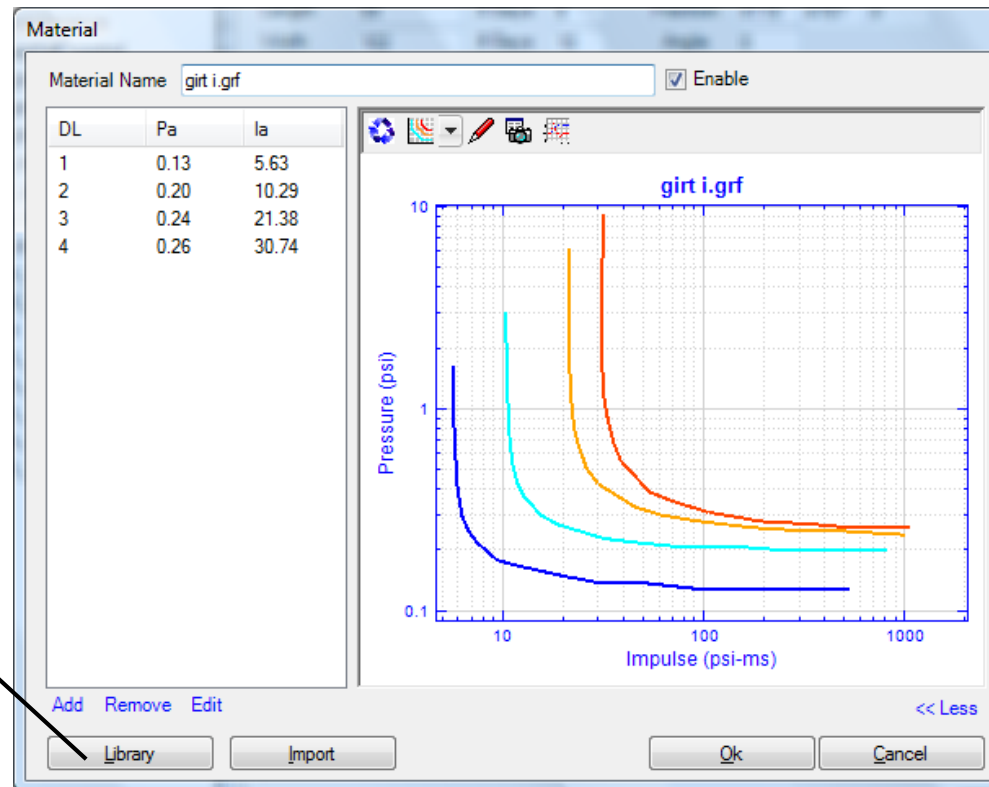 Material
Material Name girt i.grf Enable
DL Pa Ia
1 0.13 5.63
2 0.20 10.29
3 0.24 21.38
4 0.26 30.74
girt i.grf
10
1
0.1
Pressure (psi)
10 100 1000
Impulse (psi-ms)
Add Remove Edit << Less
Library Import Ok Cancel